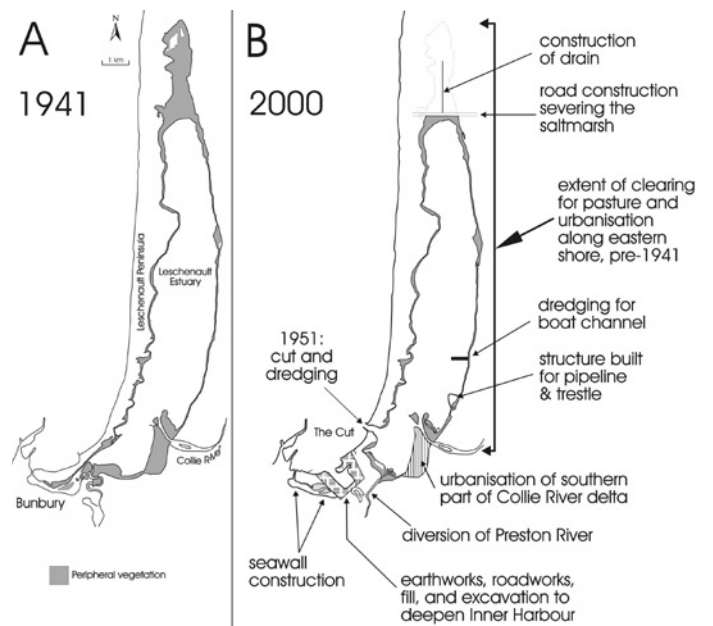 A
N
1 km
1941
Leschenault Peninsula
Leschenault
Estuary
Collie River
Bunbury
Peripheral vegetation
B
2000
construction
of drain
road construction
severing the
saltmarsh
extent of clearing
for pasture and
urbanisation
along eastern
shore, pre-1941
dredging for
boat channel
1951:
cut and
dredging
structure built
for pipeline
& trestle
The Cut
urbanisation of southern
part of Collie River delta
diversion of Preston River
seawall
construction
earthworks, roadworks,
fill, and excavation to
deepen Inner Harbour